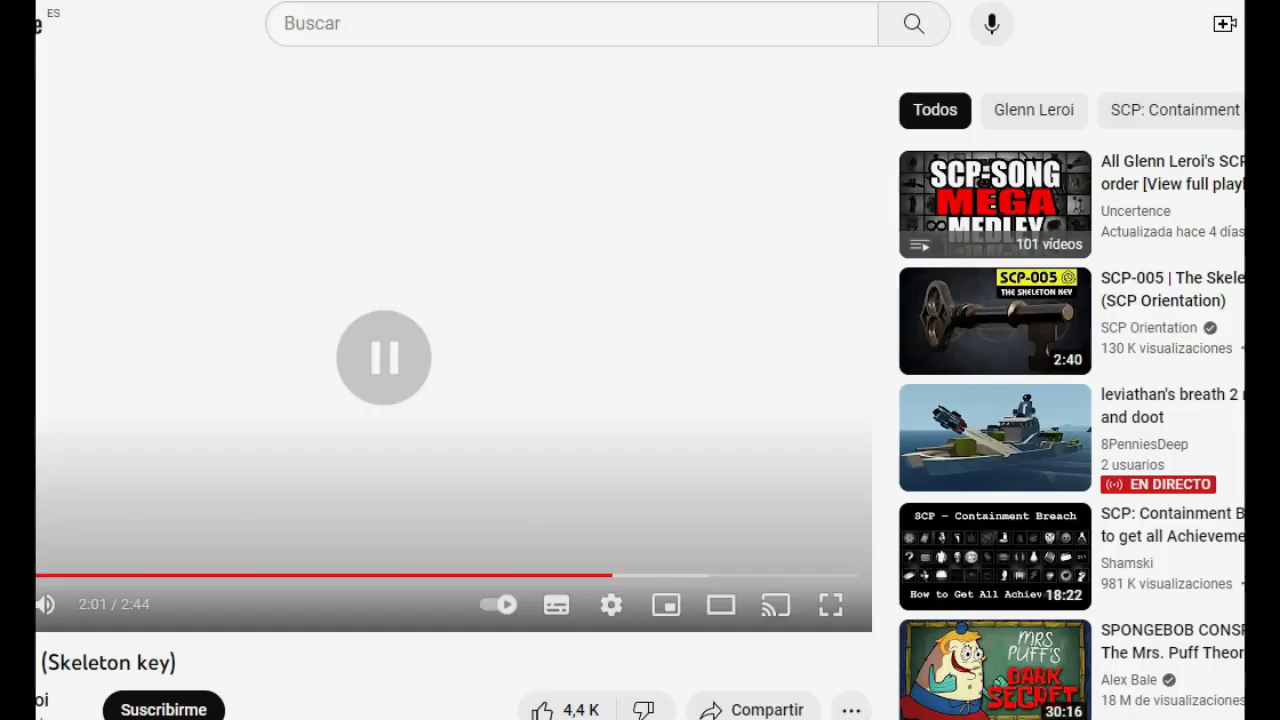 ES
Buscar
Todos
Glenn Leroi
SCP: Containment
SCP:SONG
MEGA
MEDLEY
101 vídeos
All Glenn Leroi's SCP
order [View full playl
Uncertence
Actualizada hace 4 días
SCP-005
THE SKELETON KEY
2:40
SCP-005 | The Skele
(SCP Orientation)
SCP Orientation
130 K visualizaciones
leviathan's breath 2
and doot
8PenniesDeep
2 usuarios
EN DIRECTO
SCP - Containment Breach
How to Get All Achiev
18:22
SCP: Containment B
to get all Achieveme
Shamski
981 K visualizaciones
MRS
PUFF'S
DARK
SECRET
30:16
SPONGEBOB CONSP
The Mrs. Puff Theor
Alex Bale
18 M de visualizaciones
2:01 / 2:44
(Skeleton key)
oi
Suscribirme
4,4 K
Compartir